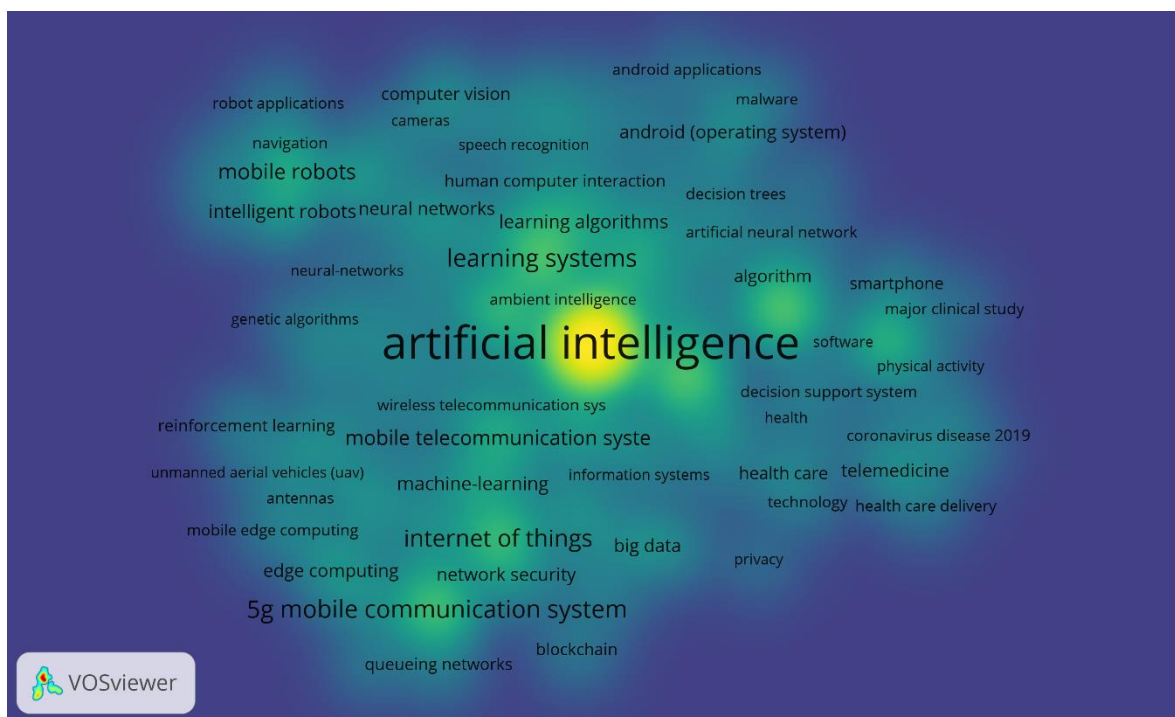 android applications
computer vision
robot applications
malware
cameras
android (operating system)
navigation
speech recognition
mobile robots
human computer interaction
decision trees
intelligent robots
neural networks
learning algorithms
artificial neural network
learning systems
neural-networks
algorithm
smartphone
ambient intelligence
major clinical study
genetic algorithms
artificial intelligence
software
physical activity
decision support system
wireless telecommunication sys
health
reinforcement learning
mobile telecommunication syste
coronavirus disease 2019
unmanned aerial vehicles (uav)
information systems
health care
telemedicine
machine-learning
antennas
technology
health care delivery
mobile edge computing
internet of things
big data
privacy
edge computing
network security
5g mobile communication system
blockchain
queueing networks
VOSviewer